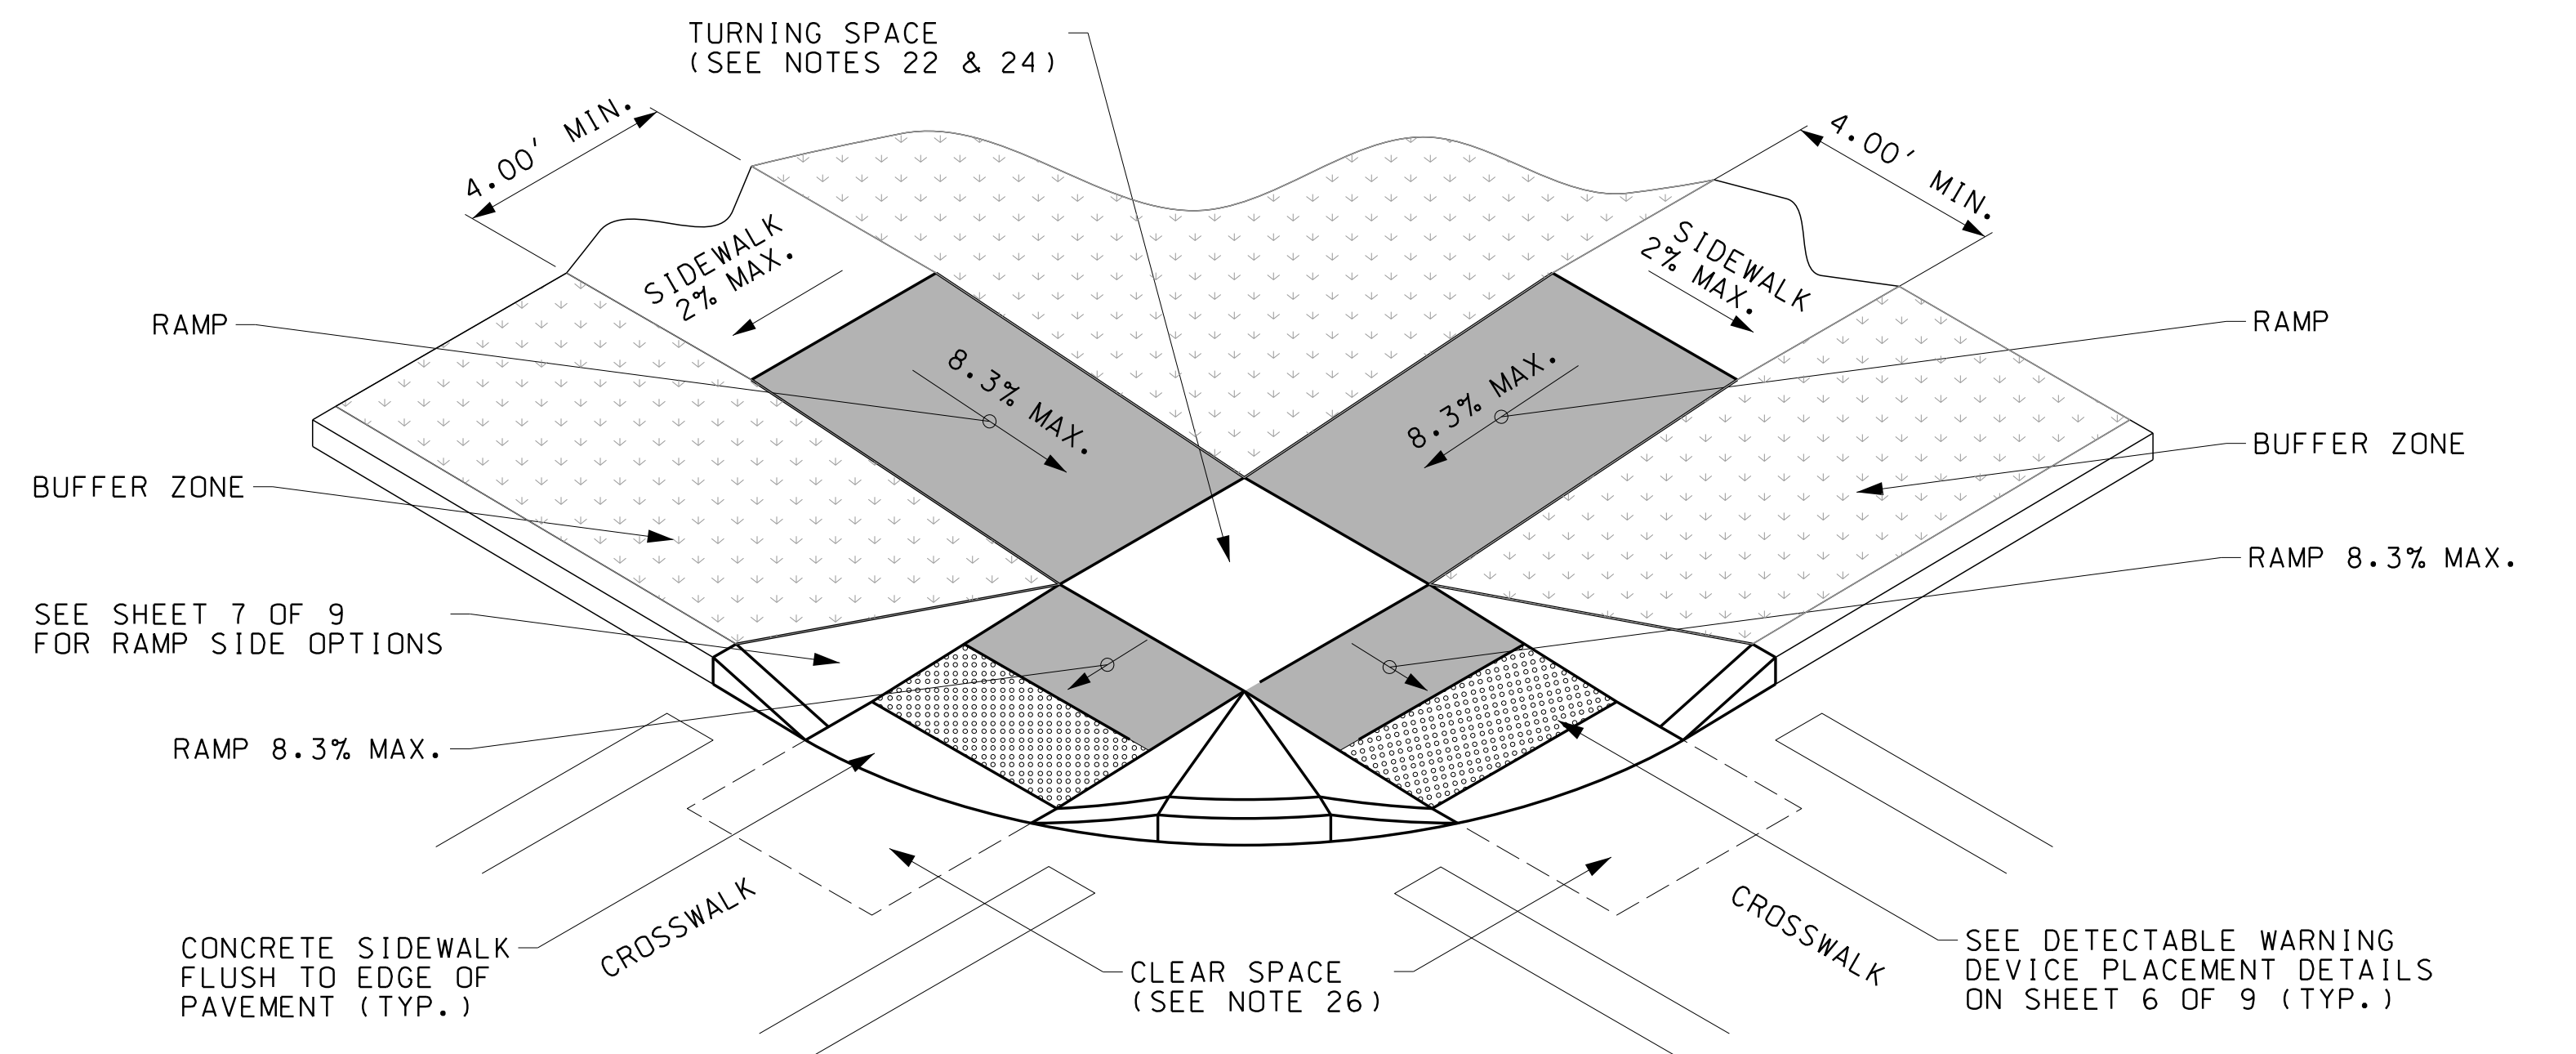 TURNING SPACE
(SEE NOTES 22 & 24)
4.00' MIN.
4.00' MIN.
SIDEWALK
2% MAX.
SIDEWALK
2% MAX.
RAMP
RAMP
8.3% MAX.
8.3% MAX.
BUFFER ZONE
BUFFER ZONE
RAMP 8.3% MAX.
SEE SHEET 7 OF 9
FOR RAMP SIDE OPTIONS
RAMP 8.3% MAX.
CONCRETE SIDEWALK
FLUSH TO EDGE OF
PAVEMENT (TYP.)
CROSSWALK
CLEAR SPACE
(SEE NOTE 26)
CROSSWALK
SEE DETECTABLE WARNING
DEVICE PLACEMENT DETAILS
ON SHEET 6 OF 9 (TYP.)